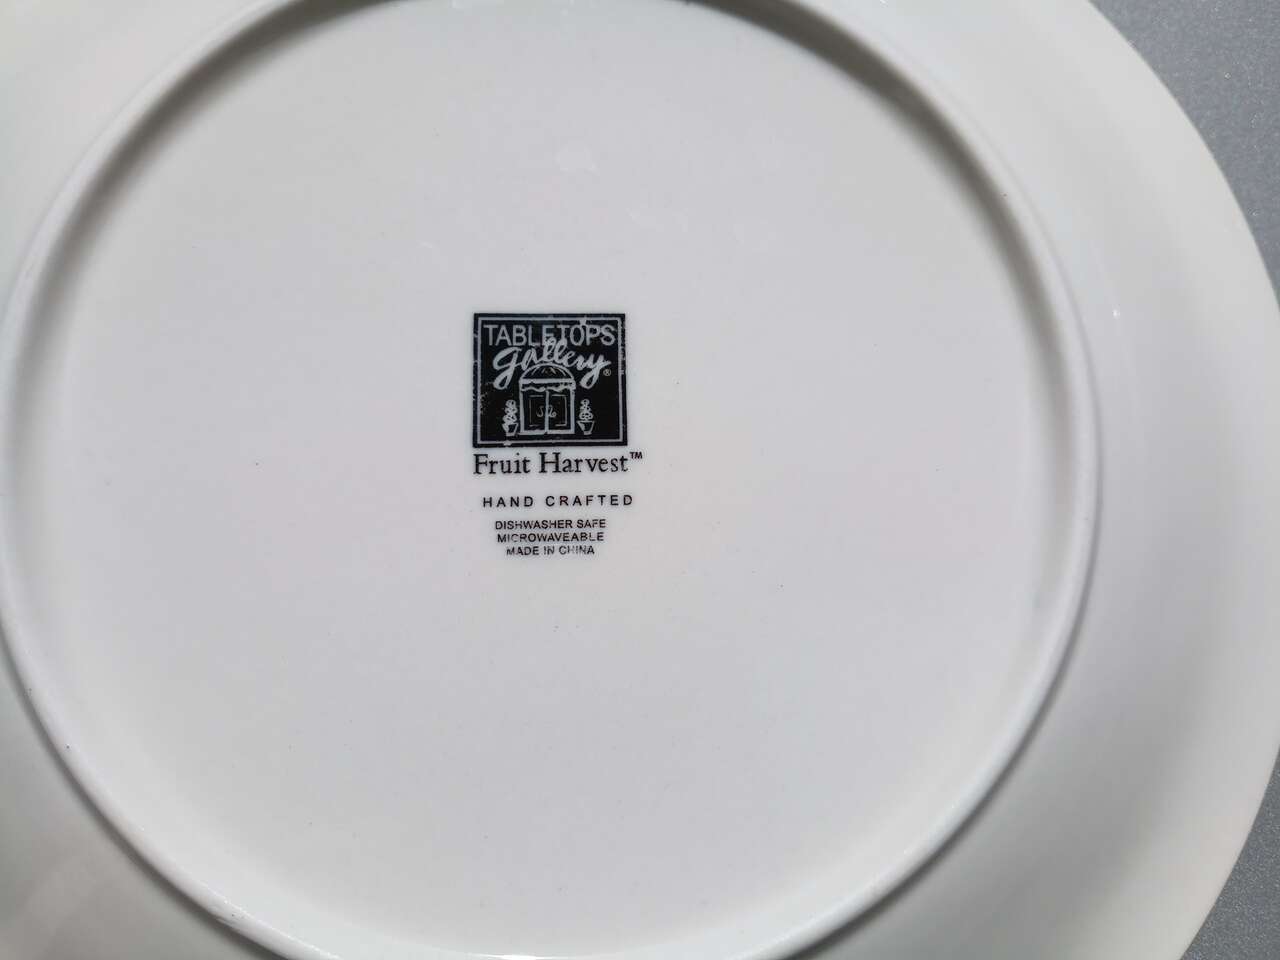 TABLETOPS
gallery®
Fruit Harvest™
HAND CRAFTED
DISHWASHER SAFE
MICROWAVEABLE
MADE IN CHINA